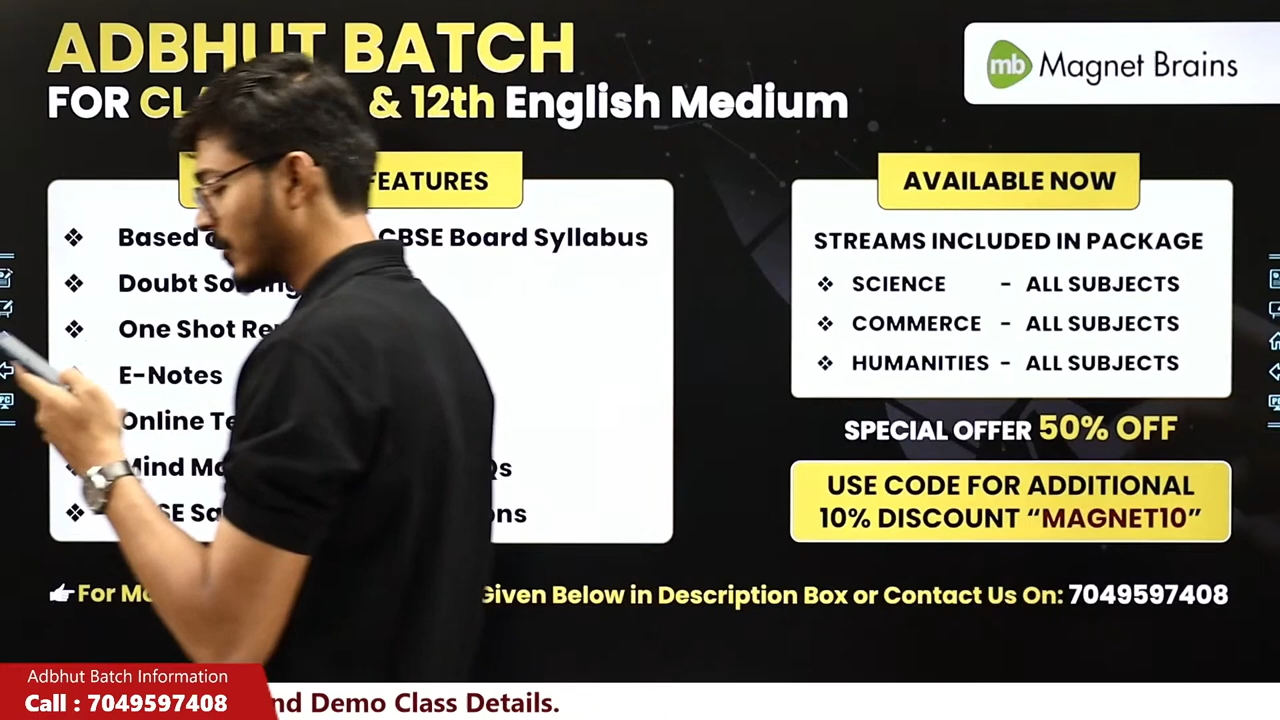 ADBHUT BATCH
FOR & 12th English Medium
mb Magnet Brains
FEATURES
Based CBSE Board Syllabus
Doubt Solving
One Shot
E-Notes
Online
Mind
For Given Below in Description Box or Contact Us On: 7049597408
AVAILABLE NOW
STREAMS INCLUDED IN PACKAGE
SCIENCE - ALL SUBJECTS
COMMERCE - ALL SUBJECTS
HUMANITIES - ALL SUBJECTS
SPECIAL OFFER 50% OFF
USE CODE FOR ADDITIONAL
10% DISCOUNT “MAGNET10”
Adbhut Batch Information
Call : 7049597408
Demo Class Details.